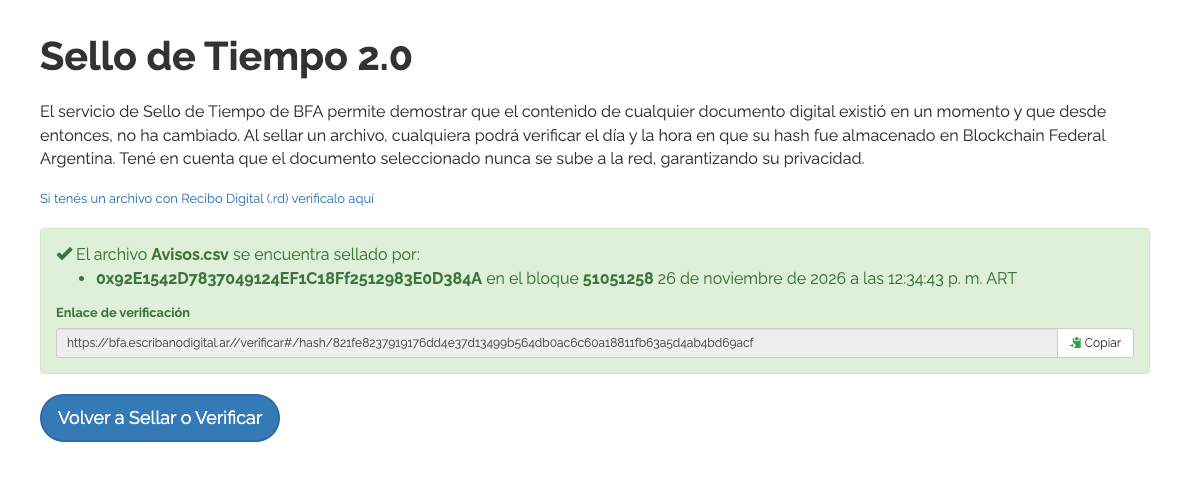 Sello de Tiempo 2.0
El servicio de Sello de Tiempo de BFA permite demostrar que el contenido de cualquier documento digital existió en un momento y que desde
entonces, no ha cambiado. Al sellar un archivo, cualquiera podrá verificar el día y la hora en que su hash fue almacenado en Blockchain Federal
Argentina. Tené en cuenta que el documento seleccionado nunca se sube a la red, garantizando su privacidad.
Si tenés un archivo con Recibo Digital (.rd) verificalo aquí
El archivo Avisos.csv se encuentra sellado por:
• 0x92E1542D7837049124EF1C18Ff2512983E0D384A en el bloque 51051258 26 de noviembre de 2026 a las 12:34:43 p. m. ART
Enlace de verificación
https://bfa.escribanodigital.ar//verificar#/hash/821fe8237919176dd4e37d13499b564db0ac6c60a18811fb63a5d4ab4bd69acf
Copiar
Volver a Sellar o Verificar